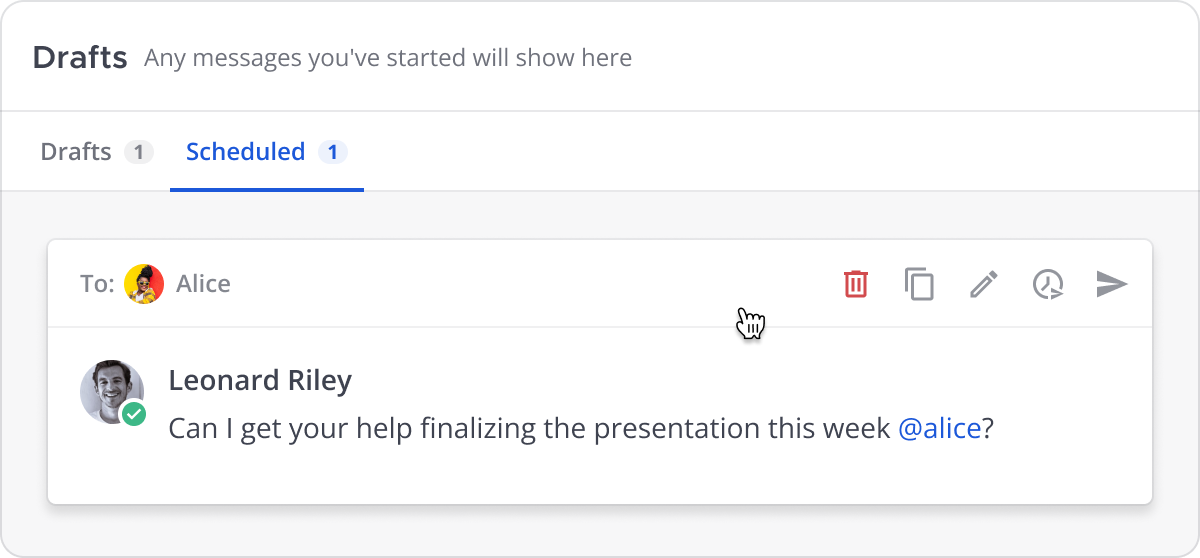 Drafts Any messages you've started will show here
Drafts 1 Scheduled 1
To: Alice
Leonard Riley
Can I get your help finalizing the presentation this week @alice?